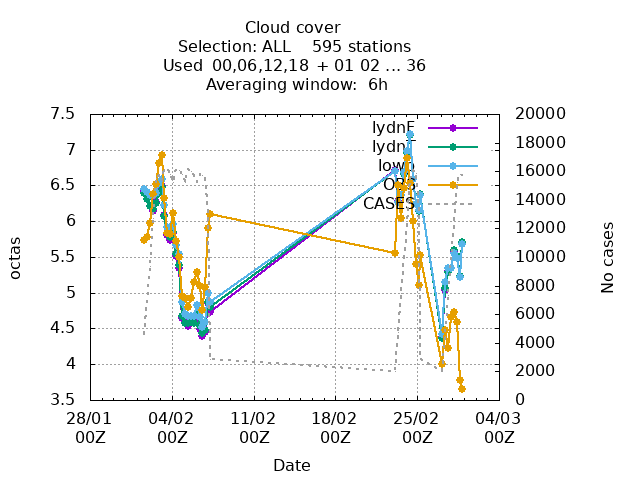 Cloud cover
Selection: ALL 595 stations
Used 00,06,12,18 + 01 02 ... 36
Averaging window: 6h
7.5
7
6.5
6
5.5
5
4.5
4
3.5
octas
20000
18000
16000
14000
12000
10000
8000
6000
4000
2000
0
No cases
OBS
CASES
28/01 04/02 11/02 18/02 25/02 04/03
00Z 00Z 00Z 00Z 00Z 00Z
Date